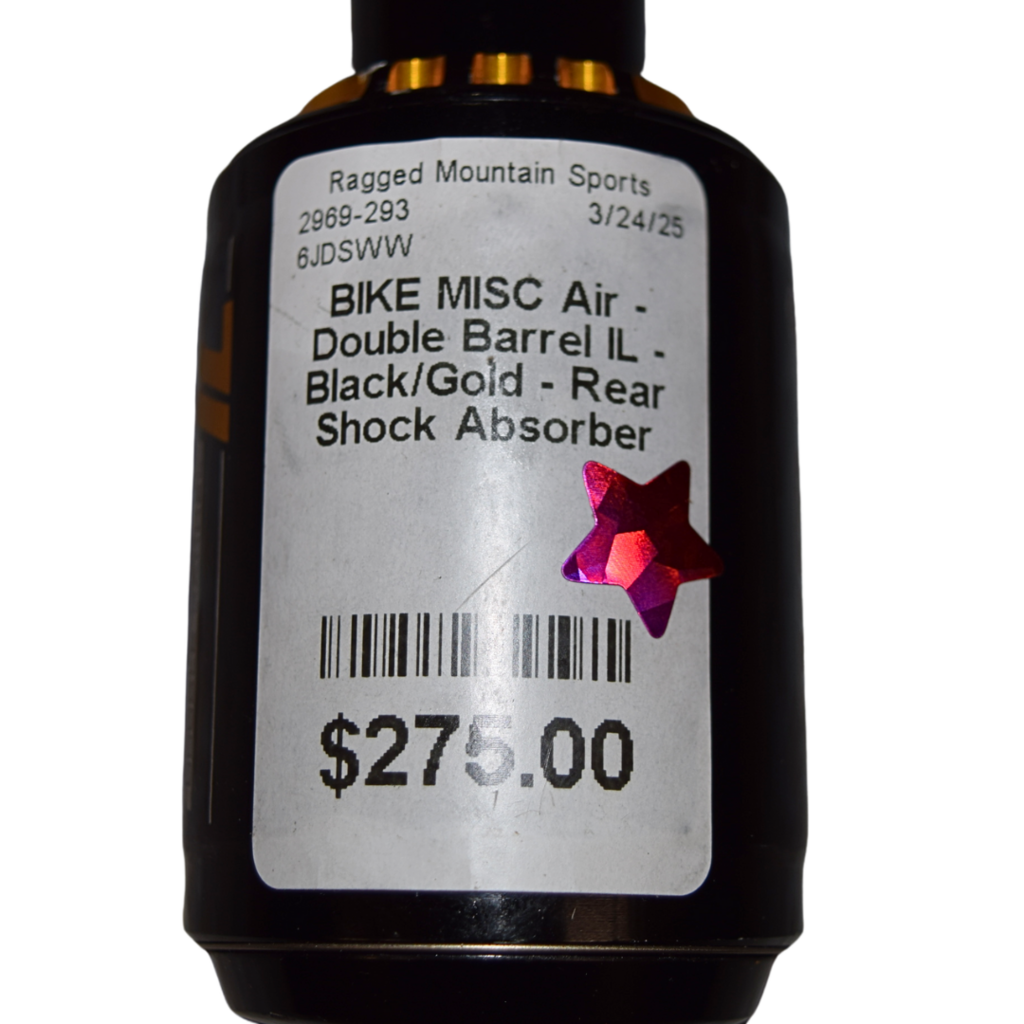 Ragged Mountain Sports
2969-293 3/24/25
6JDSWW
BIKE MISC Air -
Double Barrel IL -
Black/Gold - Rear
Shock Absorber
$275.00
IL